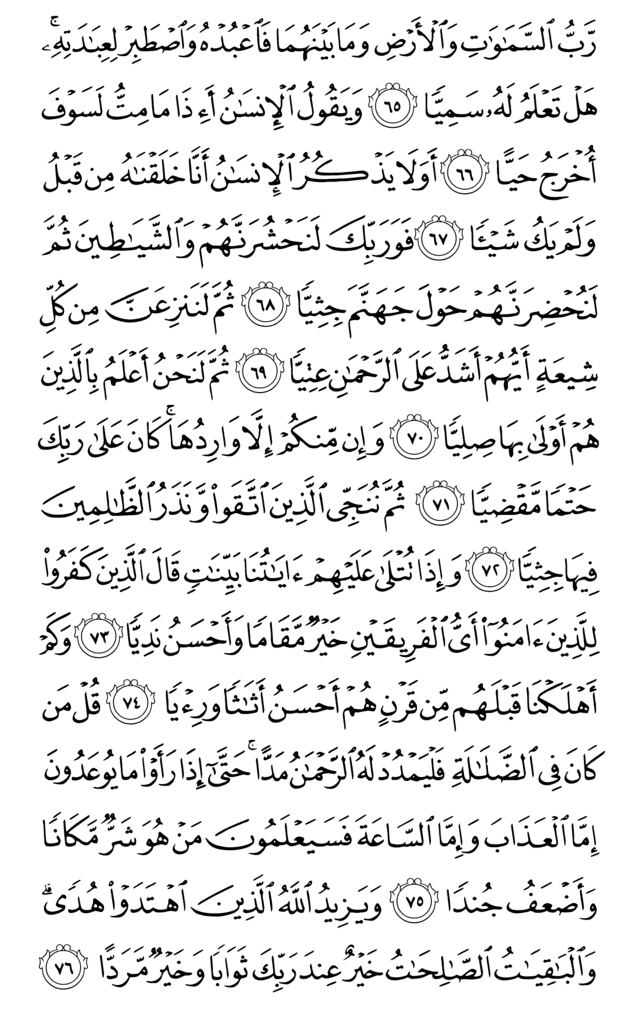 رَّبُّ ٱلسَّمَٰوَٰتِ وَٱلْأَرْضِ وَمَا بَيْنَهُمَا فَٱعْبُدْهُ وَٱصْطَبِرْ لِعِبَٰدَتِهِۦۚ
هَلْ تَعْلَمُ لَهُۥ سَمِيًّا ٦٥ وَيَقُولُ ٱلْإِنسَٰنُ أَءِذَا مَا مِتُّ لَسَوْفَ
أُخْرَجُ حَيًّا ٦٦ أَوَلَا يَذْكُرُ ٱلْإِنسَٰنُ أَنَّا خَلَقْنَٰهُ مِن قَبْلُ
وَلَمْ يَكُ شَيْـًٔا ٦٧ فَوَرَبِّكَ لَنَحْشُرَنَّهُمْ وَٱلشَّيَٰطِينَ ثُمَّ
لَنُحْضِرَنَّهُمْ حَوْلَ جَهَنَّمَ جِثِيًّا ٦٨ ثُمَّ لَنَنزِعَنَّ مِن كُلِّ
شِيعَةٍ أَيُّهُمْ أَشَدُّ عَلَى ٱلرَّحْمَٰنِ عِتِيًّا ٦٩ ثُمَّ لَنَحْنُ أَعْلَمُ بِٱلَّذِينَ
هُمْ أَوْلَىٰ بِهَا صِلِيًّا ٧٠ وَإِن مِّنكُمْ إِلَّا وَارِدُهَاۚ كَانَ عَلَىٰ رَبِّكَ
حَتْمًا مَّقْضِيًّا ٧١ ثُمَّ نُنَجِّى ٱلَّذِينَ ٱتَّقَوا۟ وَّنَذَرُ ٱلظَّٰلِمِينَ
فِيهَا جِثِيًّا ٧٢ وَإِذَا تُتْلَىٰ عَلَيْهِمْ ءَايَٰتُنَا بَيِّنَٰتٍ قَالَ ٱلَّذِينَ كَفَرُوا۟
لِلَّذِينَ ءَامَنُوٓا۟ أَىُّ ٱلْفَرِيقَيْنِ خَيْرٌ مَّقَامًا وَأَحْسَنُ نَدِيًّا ٧٣ وَكَمْ
أَهْلَكْنَا قَبْلَهُم مِّن قَرْنٍ هُمْ أَحْسَنُ أَثَٰثًا وَرِءْيًا ٧٤ قُلْ مَن
كَانَ فِى ٱلضَّلَٰلَةِ فَلْيَمْدُدْ لَهُ ٱلرَّحْمَٰنُ مَدًّاۚ حَتَّىٰٓ إِذَا رَأَوْا۟ مَا يُوعَدُونَ
إِمَّا ٱلْعَذَابَ وَإِمَّا ٱلسَّاعَةَ فَسَيَعْلَمُونَ مَنْ هُوَ شَرٌّ مَّكَانًا
وَأَضْعَفُ جُندًا ٧٥ وَيَزِيدُ ٱللَّهُ ٱلَّذِينَ ٱهْتَدَوْا۟ هُدًىۗ
وَٱلْبَٰقِيَٰتُ ٱلصَّٰلِحَٰتُ خَيْرٌ عِندَ رَبِّكَ ثَوَابًا وَخَيْرٌ مَّرَدًّا ٧٦